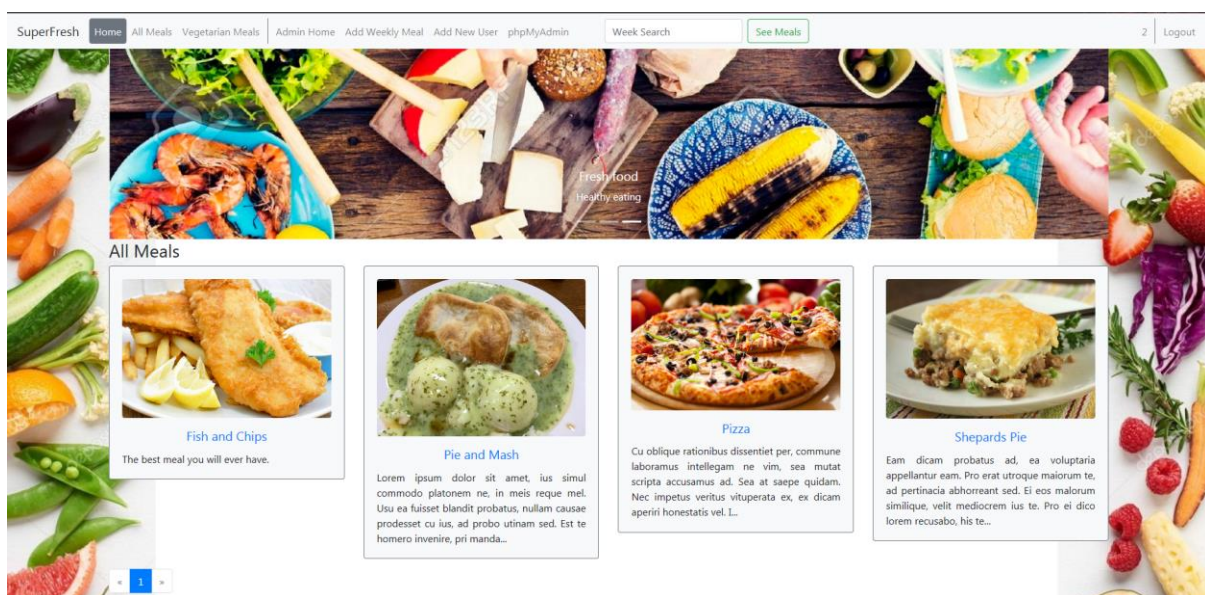 SuperFresh Home All Meals Vegetarian Meals Admin Home Add Weekly Meal Add New User phpMyAdmin Week Search See Meals 2 Logout
Fresh food
Healthy eating
All Meals
Fish and Chips
The best meal you will ever have.
Pie and Mash
Lorem ipsum dolor sit amet, ius simul
commodo platonem ne, in meis reque mel.
Usu ea fuisset blandit probatus, nullam causae
prodesset cu ius, ad probo utinam sed. Est te
homero invenire, pri manda...
Pizza
Cu oblique rationibus dissentiet per, commune
laboramus intellegam ne vim, sea mutat
scripta accusamus ad. Sea at saepe quidam.
Nec impetus veritus vituperata ex, ex dicam
aperiri honestatis vel. I...
Shepards Pie
Eam dicam probatus ad, ea voluptaria
appellantur eam. Pro erat utroque maiorum te,
ad pertinacia abhorreant sed. Ei eos malorum
similique, velit mediocrem ius te. Pro ei dico
lorem recusabo, his te...
« 1 »